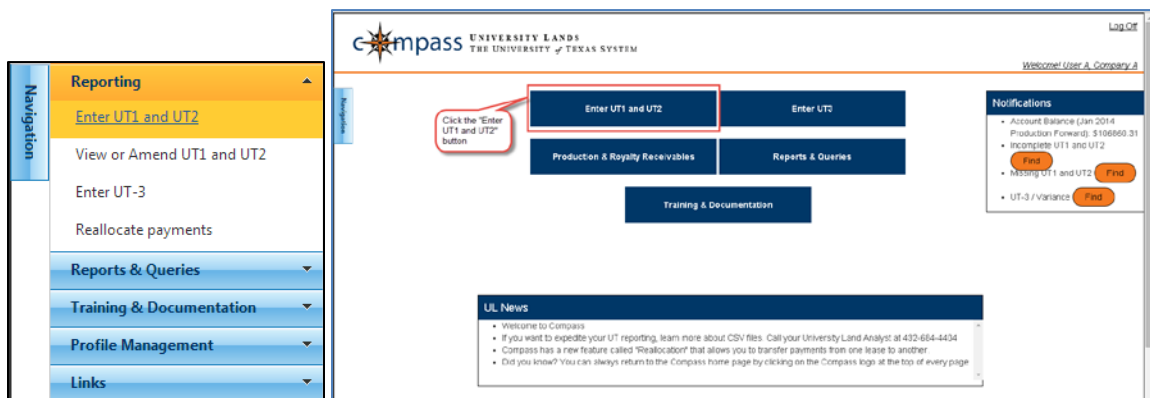 Navigation
Reporting
Enter UT1 and UT2
View or Amend UT1 and UT2
Enter UT-3
Reallocate payments
Reports & Queries
Training & Documentation
Profile Management
Links
compass
UNIVERSITY LANDS
THE UNIVERSITY of TEXAS SYSTEM
Log Off
Welcome! User A, Company A
Navigation
Click the "Enter
UT1 and UT2"
button
Enter UT1 and UT2
Enter UT3
Production & Royalty Receivables
Reports & Queries
Training & Documentation
Notifications
• Account Balance (Jan 2014
Production Forward): $106860.31
• Incomplete UT1 and UT2
Find
• Missing UT1 and UT2 Find
• UT-3 / Variance Find
UL News
• Welcome to Compass
• If you want to expedite your UT reporting, learn more about CSV files. Call your University Land Analyst at 432-684-4404
• Compass has a new feature called "Reallocation" that allows you to transfer payments from one lease to another.
• Did you know? You can always return to the Compass home page by clicking on the Compass logo at the top of every page